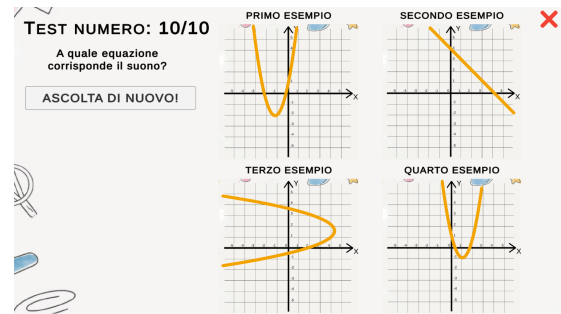 TEST NUMERO: 10/10
A quale equazione
corrisponde il suono?
ASCOLTA DI NUOVO!
PRIMO ESEMPIO
Y
X
SECONDO ESEMPIO
Y
X
TERZO ESEMPIO
Y
X
QUARTO ESEMPIO
Y
X